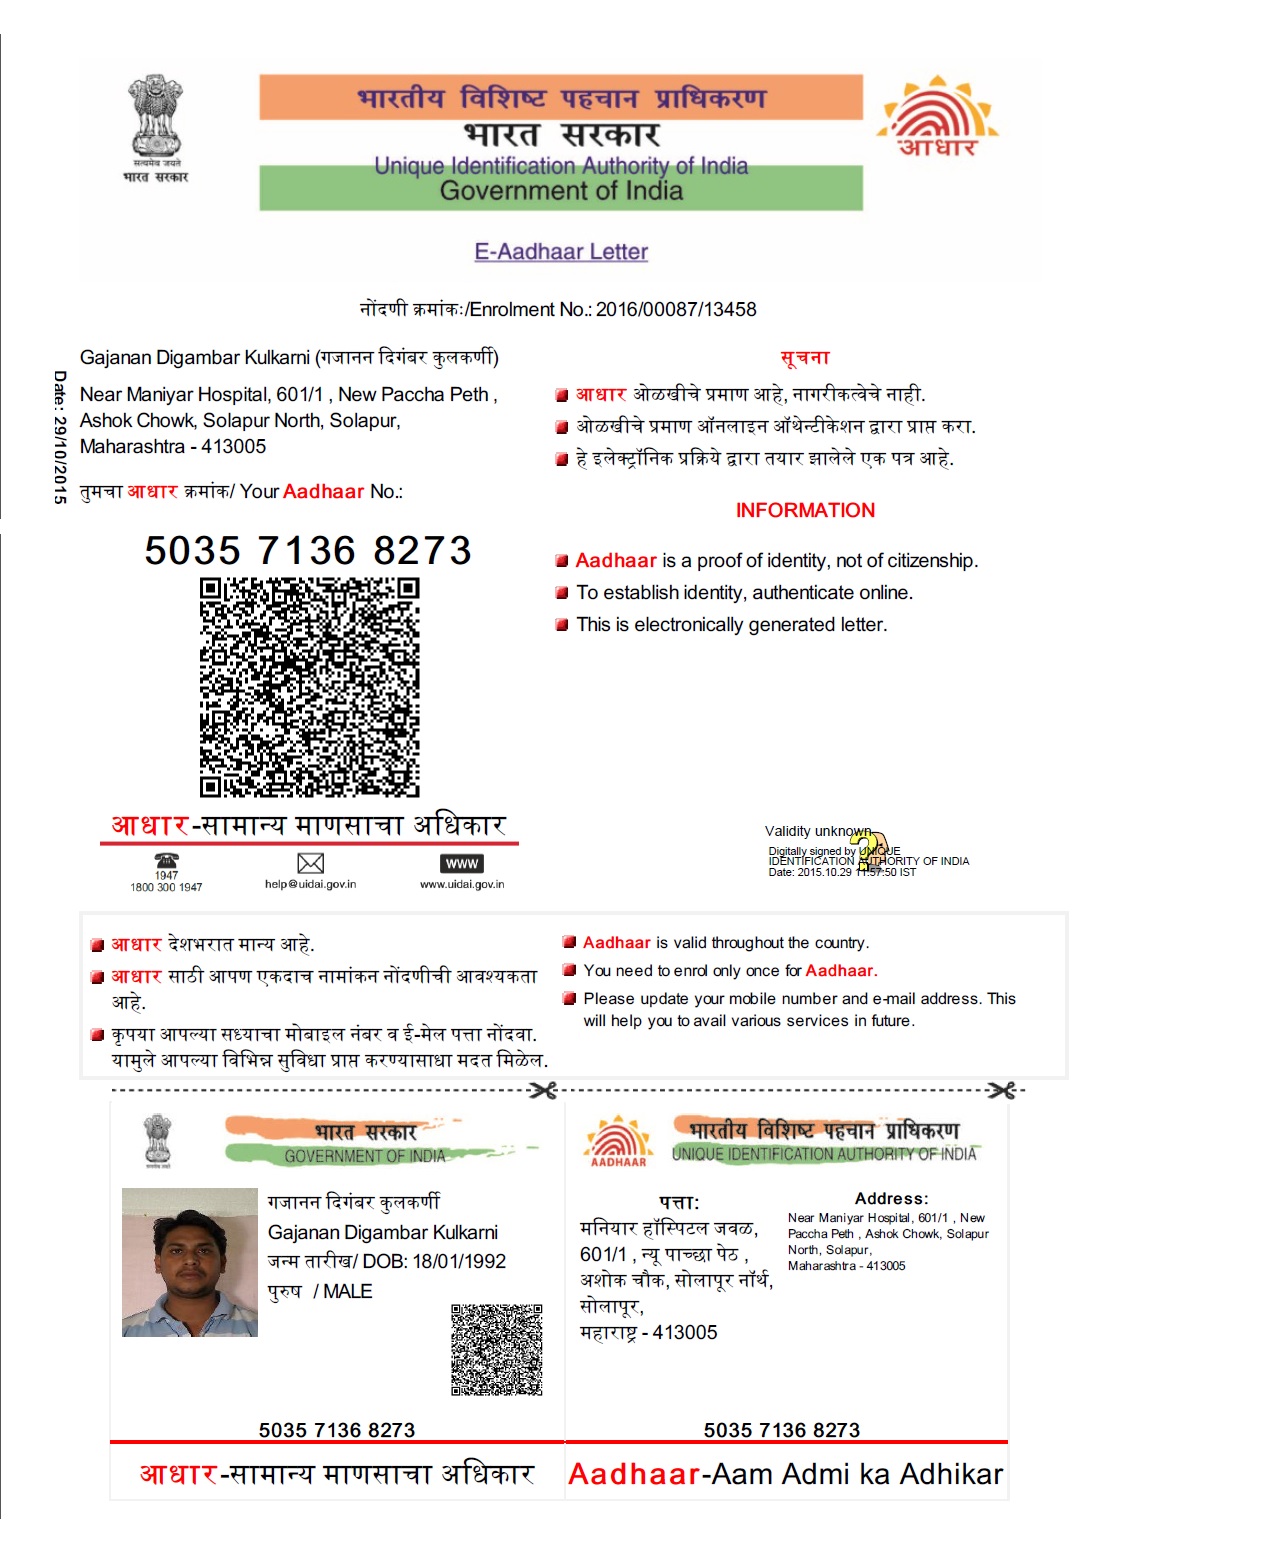 सत्यमेव जयते
भारत सरकार
भारतीय विशिष्ट पहचान प्राधिकरण
भारत सरकार
Unique Identification Authority of India
Government of India
आधार
E-Aadhaar Letter
नोंदणी क्रमांक:/Enrolment No.: 2016/00087/13458
Date: 29/10/2015
Gajanan Digambar Kulkarni (गजानन दिगंबर कुलकर्णी)
Near Maniyar Hospital, 601/1 , New Paccha Peth ,
Ashok Chowk, Solapur North, Solapur,
Maharashtra - 413005
तुमचा आधार क्रमांक/ Your Aadhaar No.:
5035 7136 8273
सूचना
आधार ओळखीचे प्रमाण आहे, नागरीकत्वेचे नाही.
ओळखीचे प्रमाण ऑनलाइन ऑथेन्टीकेशन द्वारा प्राप्त करा.
हे इलेक्ट्रॉनिक प्रक्रिये द्वारा तयार झालेले एक पत्र आहे.
INFORMATION
Aadhaar is a proof of identity, not of citizenship.
To establish identity, authenticate online.
This is electronically generated letter.
आधार-सामान्य माणसाचा अधिकार
1947
1800 300 1947
help@uidai.gov.in
www
www.uidai.gov.in
Validity unknown
Digitally signed by UNIQUE
IDENTIFICATION AUTHORITY OF INDIA
Date: 2015.10.29 11:57:50 IST
आधार देशभरात मान्य आहे.
आधार साठी आपण एकदाच नामांकन नोंदणीची आवश्यकता
आहे.
कृपया आपल्या सध्याचा मोबाइल नंबर व ई-मेल पत्ता नोंदवा.
यामुले आपल्या विभिन्न सुविधा प्राप्त करण्यासाधा मदत मिळेल.
Aadhaar is valid throughout the country.
You need to enrol only once for Aadhaar.
Please update your mobile number and e-mail address. This
will help you to avail various services in future.
भारत सरकार
GOVERNMENT OF INDIA
गजानन दिगंबर कुलकर्णी
Gajanan Digambar Kulkarni
जन्म तारीख/ DOB: 18/01/1992
पुरुष / MALE
5035 7136 8273
आधार-सामान्य माणसाचा अधिकार
AADHAAR
भारतीय विशिष्ट पहचान प्राधिकरण
UNIQUE IDENTIFICATION AUTHORITY OF INDIA
पत्ता:
मनियार हॉस्पिटल जवळ,
601/1 , न्यू पाच्छा पेठ ,
अशोक चौक, सोलापूर नॉर्थ,
सोलापूर,
महाराष्ट्र - 413005
Address:
Near Maniyar Hospital, 601/1 , New
Paccha Peth , Ashok Chowk, Solapur
North, Solapur,
Maharashtra - 413005
5035 7136 8273
Aadhaar-Aam Admi ka Adhikar